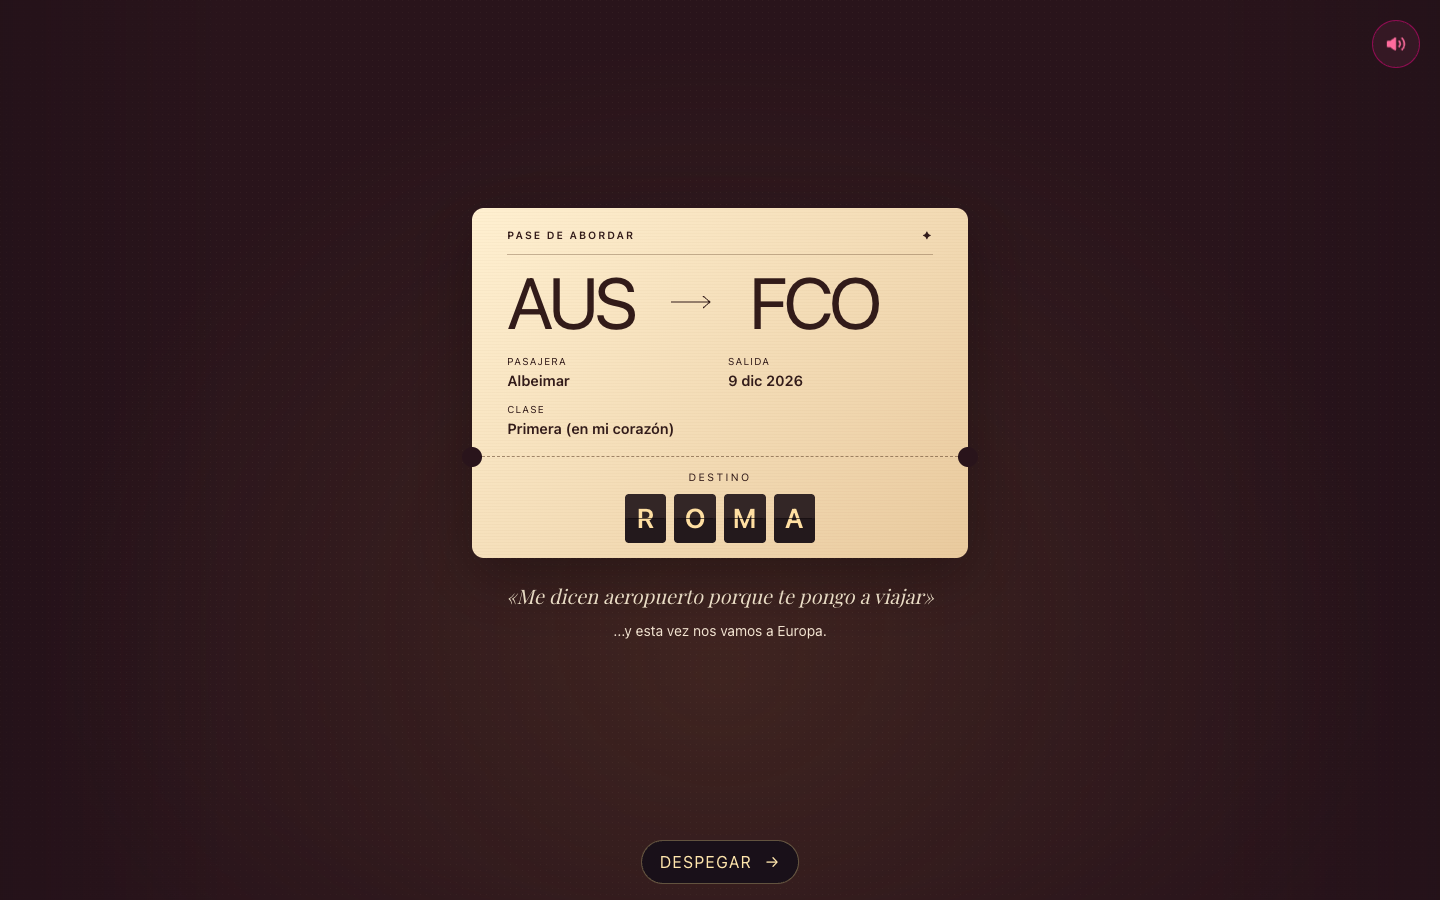 PASE DE ABORDAR ✦
AUS → FCO
PASAJERA SALIDA
Albeimar 9 dic 2026
CLASE
Primera (en mi corazón)
DESTINO
ROMA
«Me dicen aeropuerto porque te pongo a viajar»
...y esta vez nos vamos a Europa.
DESPEGAR →